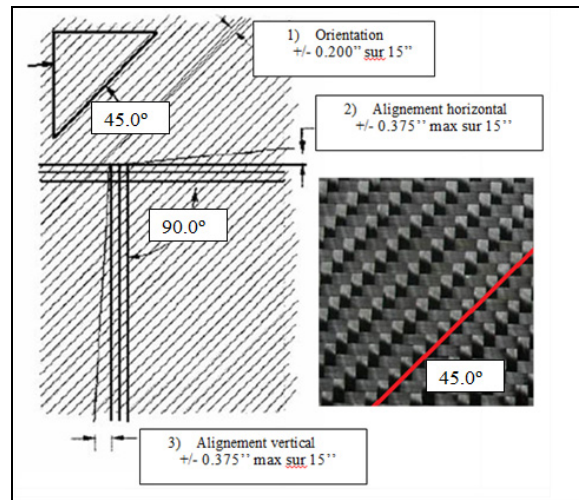 1) Orientation
+/- 0.200’’ sur 15’’
45.0°
2) Alignement horizontal
+/- 0.375’’ max sur 15’’
90.0°
45.0°
3) Alignement vertical
+/- 0.375’’ max sur 15’’